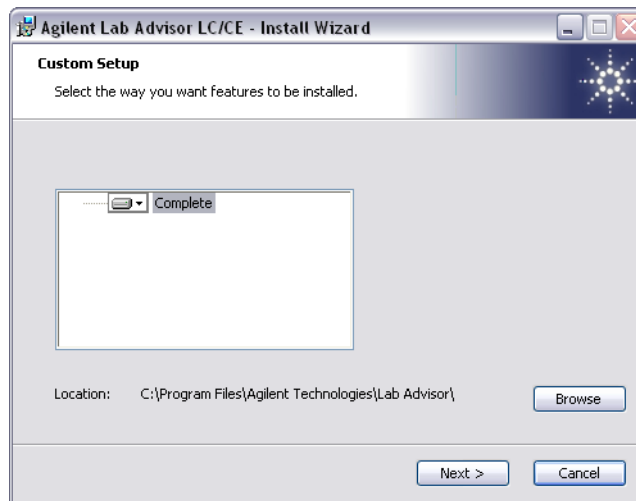 Agilent Lab Advisor LC/CE - Install Wizard
Custom Setup
Select the way you want features to be installed.
Complete
Location: C:\Program Files\Agilent Technologies\Lab Advisor\
Browse
Next >
Cancel